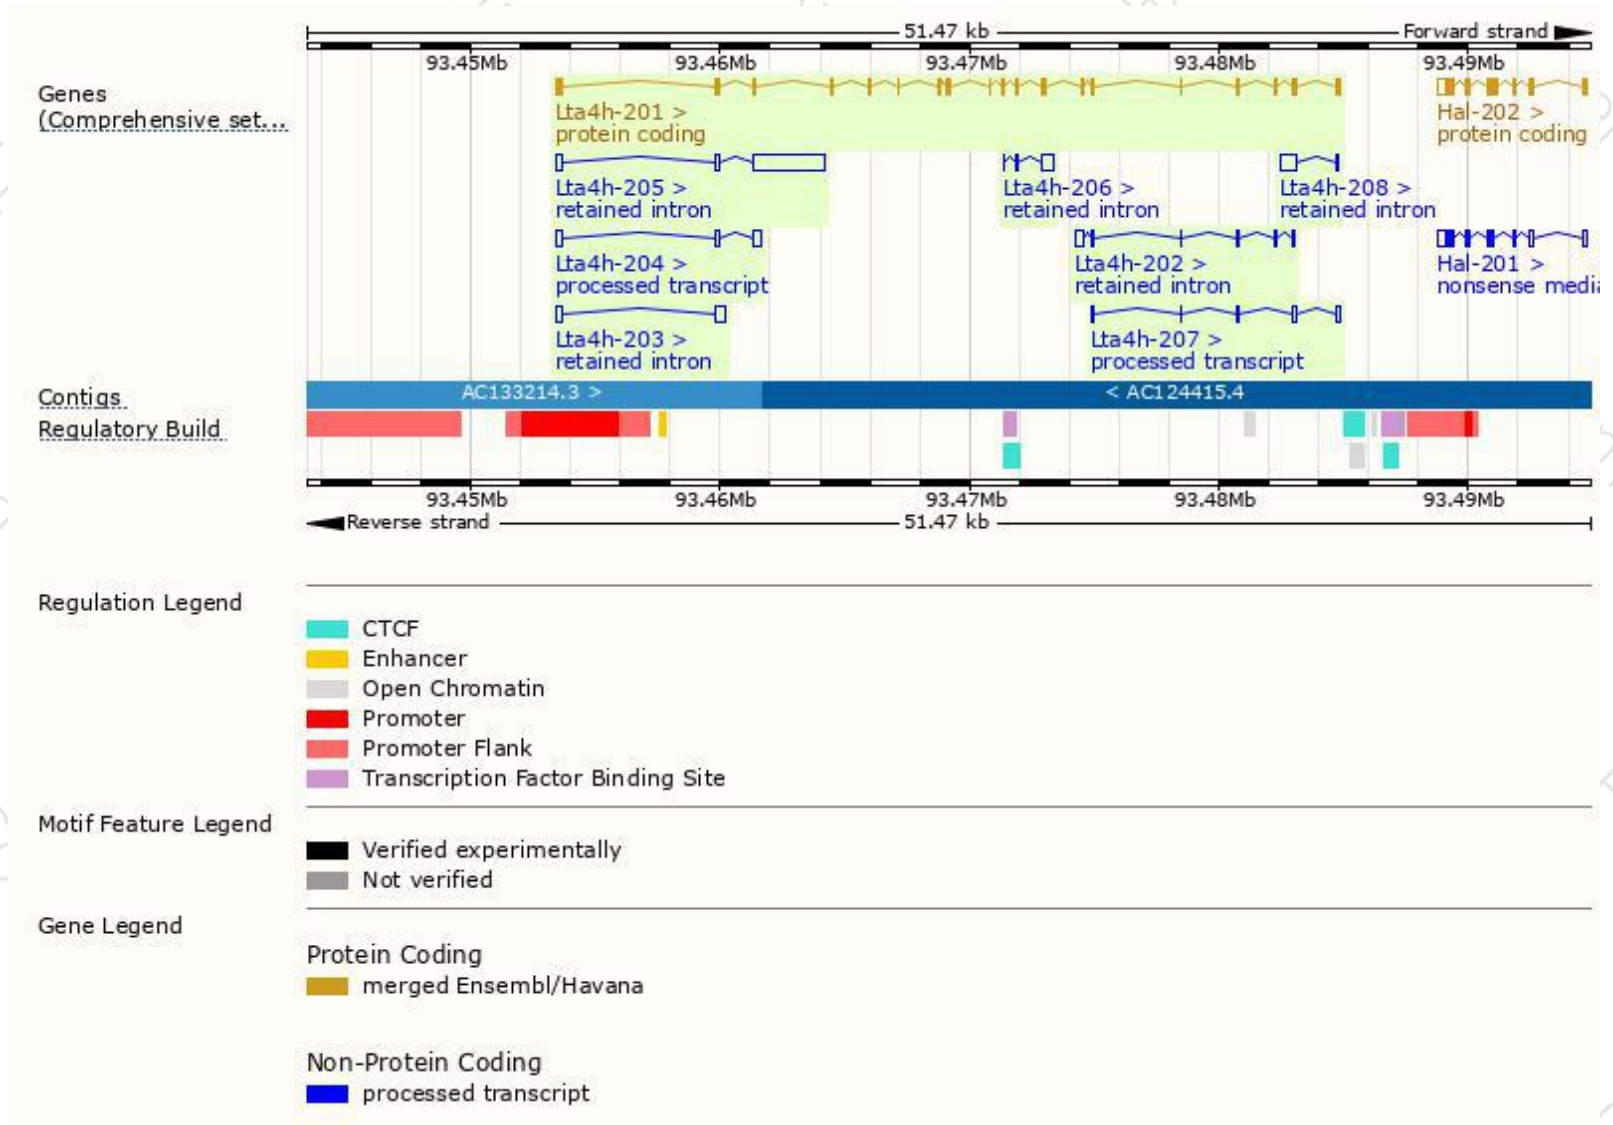 51.47 kb Forward strand
93.45Mb 93.46Mb 93.47Mb 93.48Mb 93.49Mb
Genes
(Comprehensive set...
Lta4h-201 > Hal-202 >
protein coding protein coding
Lta4h-205 > Lta4h-206 > Lta4h-208 >
retained intron retained intron retained intron
Lta4h-204 > Lta4h-202 > Hal-201 >
processed transcript retained intron nonsense media
Lta4h-203 > Lta4h-207 >
retained intron processed transcript
Contigs AC133214.3 > < AC124415.4
Regulatory Build
93.45Mb 93.46Mb 93.47Mb 93.48Mb 93.49Mb
Reverse strand 51.47 kb
Regulation Legend
CTCF
Enhancer
Open Chromatin
Promoter
Promoter Flank
Transcription Factor Binding Site
Motif Feature Legend
Verified experimentally
Not verified
Gene Legend
Protein Coding
merged Ensembl/Havana
Non-Protein Coding
processed transcript